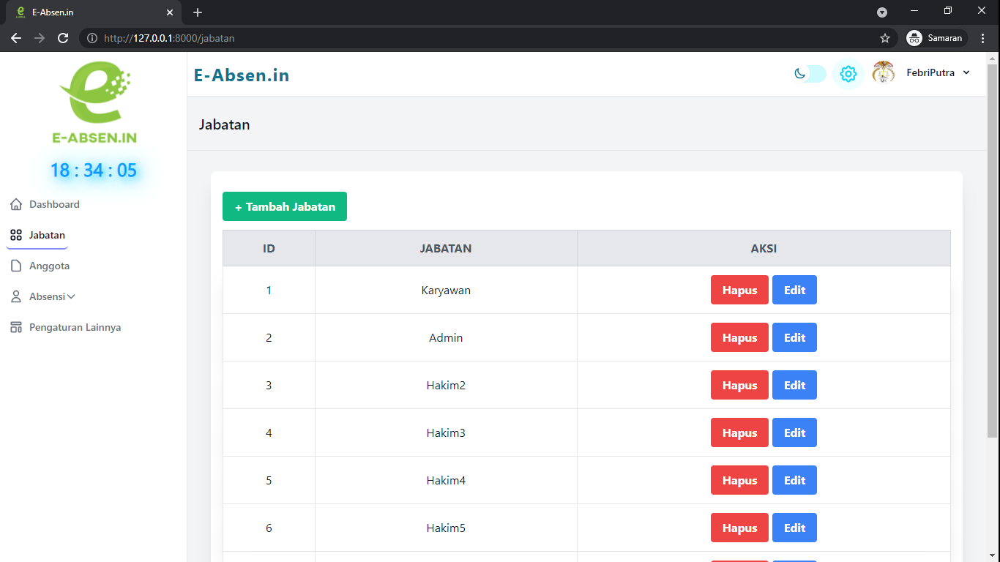 E-Absen.in
http://127.0.0.1:8000/jabatan
Samaran
E-ABSEN.IN
18 : 34 : 05
Dashboard
Jabatan
Anggota
Absensi
Pengaturan Lainnya
E-Absen.in
FebriPutra
Jabatan
+ Tambah Jabatan
ID JABATAN AKSI
1 Karyawan Hapus Edit
2 Admin Hapus Edit
3 Hakim2 Hapus Edit
4 Hakim3 Hapus Edit
5 Hakim4 Hapus Edit
6 Hakim5 Hapus Edit